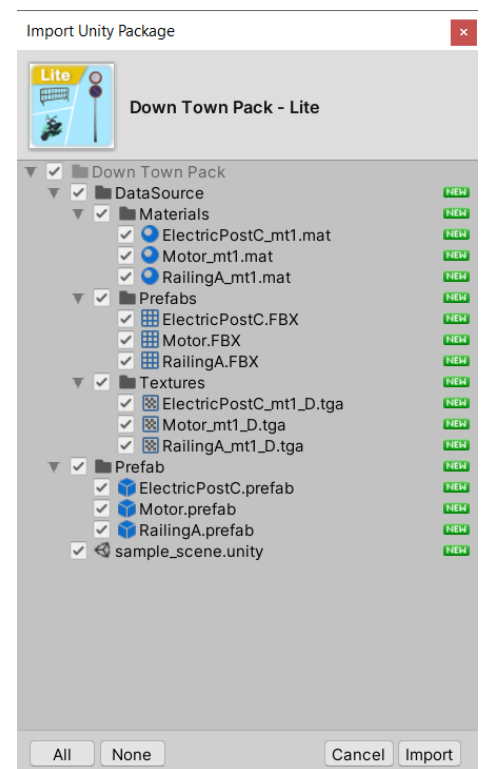 Import Unity Package
×
Lite
Down Town Pack - Lite
Down Town Pack
DataSource NEW
Materials NEW
ElectricPostC_mt1.mat NEW
Motor_mt1.mat NEW
RailingA_mt1.mat NEW
Prefabs NEW
ElectricPostC.FBX NEW
Motor.FBX NEW
RailingA.FBX NEW
Textures NEW
ElectricPostC_mt1_D.tga NEW
Motor_mt1_D.tga NEW
RailingA_mt1_D.tga NEW
Prefab NEW
ElectricPostC.prefab NEW
Motor.prefab NEW
RailingA.prefab NEW
sample_scene.unity NEW
All None Cancel Import